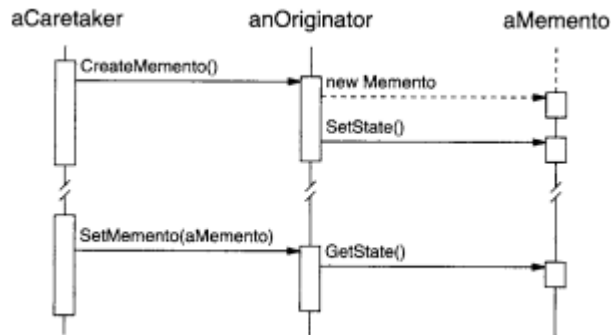 aCaretaker anOriginator aMemento
CreateMemento()
new Memento
SetState()
SetMemento(aMemento)
GetState()